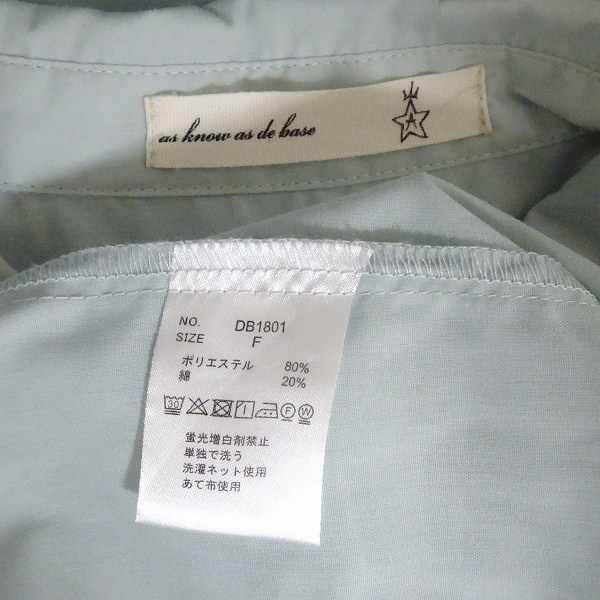 as know as de base
NO. DB1801
SIZE F
ポリエステル 80%
綿 20%
30 F W
蛍光増白剤禁止
単独で洗う
洗濯ネット使用
あて布使用